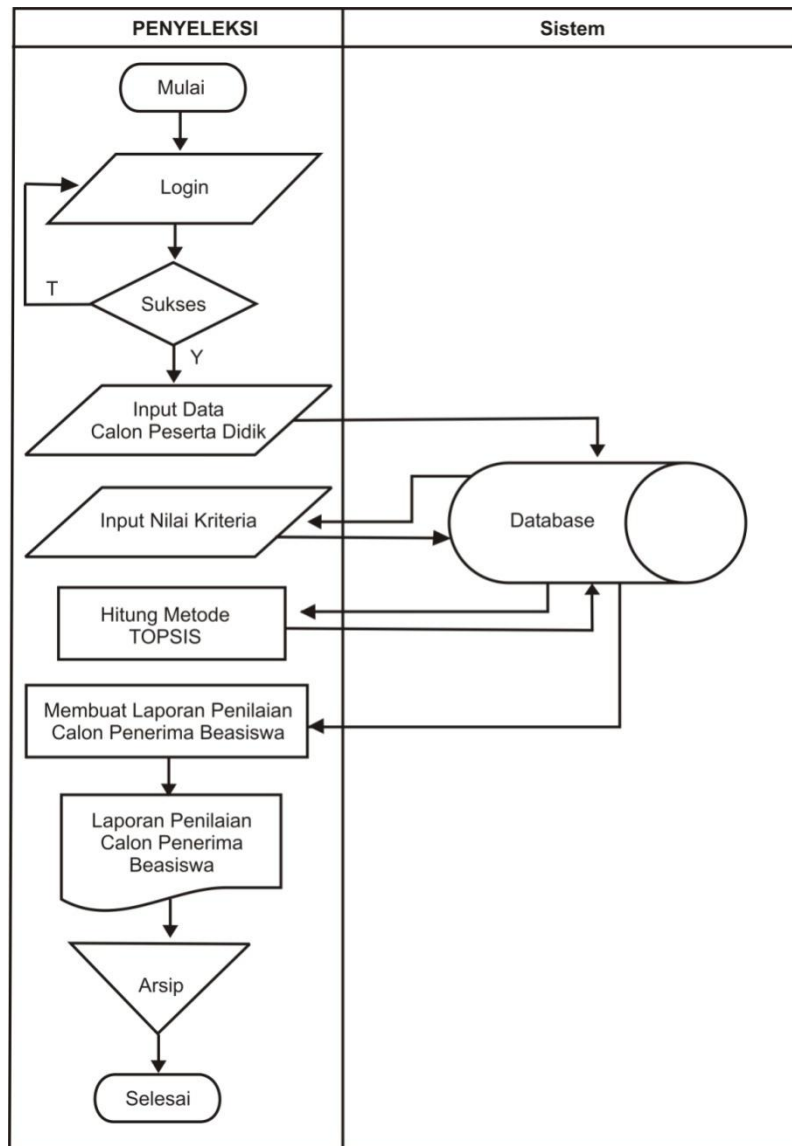 PENYELEKSI
Sistem
Mulai
Login
T
Sukses
Y
Input Data
Calon Peserta Didik
Input Nilai Kriteria
Database
Hitung Metode
TOPSIS
Membuat Laporan Penilaian
Calon Penerima Beasiswa
Laporan Penilaian
Calon Penerima
Beasiswa
Arsip
Selesai